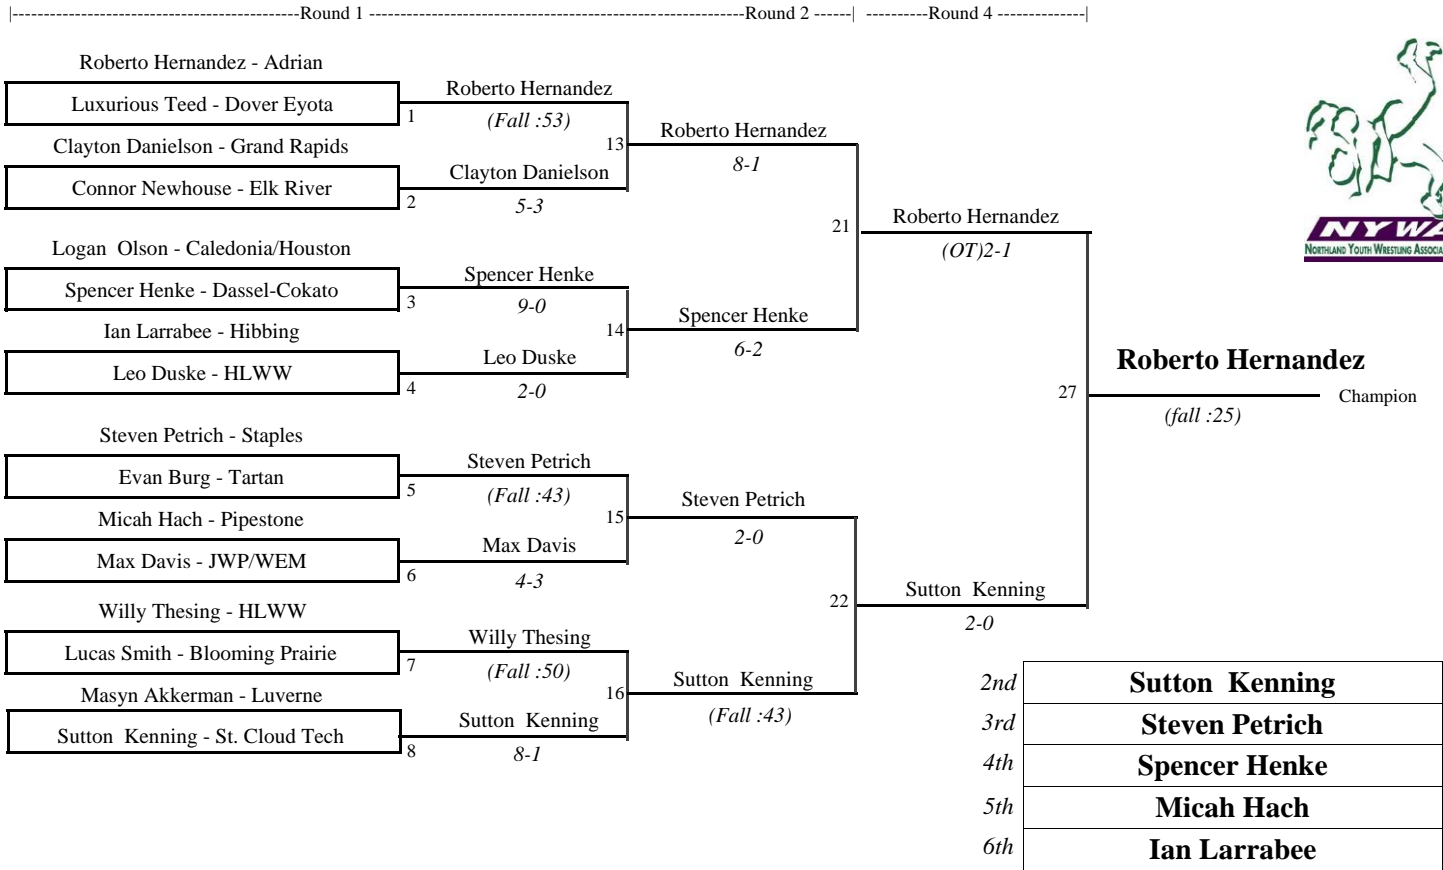 |-----------------------------------------------Round 1 -------------------------------------------------------------Round 2 ------| ----------Round 4 --------------|
Roberto Hernandez - Adrian
Luxurious Teed - Dover Eyota
1
Roberto Hernandez
(Fall :53)
Clayton Danielson - Grand Rapids
Connor Newhouse - Elk River
2
Clayton Danielson
5-3
13
Roberto Hernandez
8-1
Logan Olson - Caledonia/Houston
Spencer Henke - Dassel-Cokato
3
Spencer Henke
9-0
Ian Larrabee - Hibbing
Leo Duske - HLWW
4
Leo Duske
2-0
14
Spencer Henke
6-2
21
Roberto Hernandez
(OT)2-1
Steven Petrich - Staples
Evan Burg - Tartan
5
Steven Petrich
(Fall :43)
Micah Hach - Pipestone
Max Davis - JWP/WEM
6
Max Davis
4-3
15
Steven Petrich
2-0
Willy Thesing - HLWW
Lucas Smith - Blooming Prairie
7
Willy Thesing
(Fall :50)
Masyn Akkerman - Luverne
Sutton Kenning - St. Cloud Tech
8
Sutton Kenning
8-1
16
Sutton Kenning
(Fall :43)
22
Sutton Kenning
2-0
27
Roberto Hernandez
Champion
(fall :25)
NORTHLAND YOUTH WRESTLING
2nd Sutton Kenning
3rd Steven Petrich
4th Spencer Henke
5th Micah Hach
6th Ian Larrabee